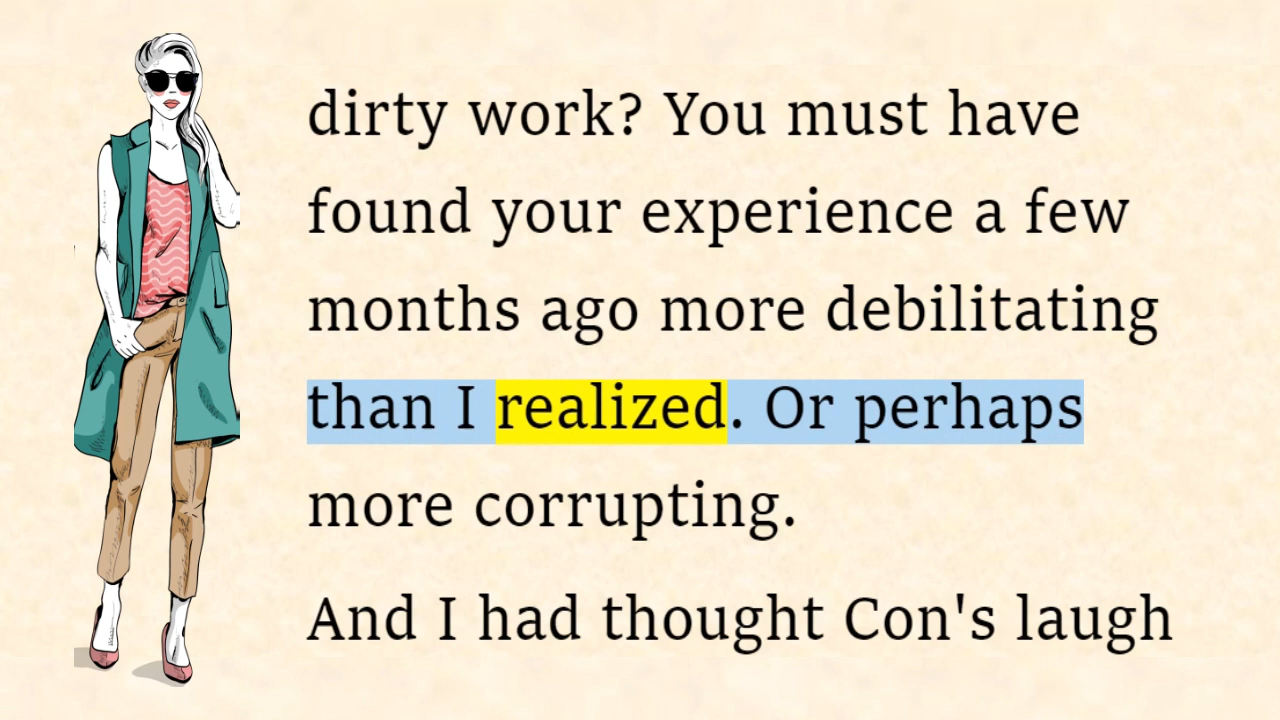 dirty work? You must have
found your experience a few
months ago more debilitating
than I realized. Or perhaps
more corrupting.
And I had thought Con's laugh